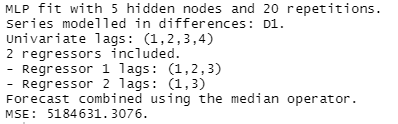 MLP fit with 5 hidden nodes and 20 repetitions.
Series modelled in differences: D1.
Univariate lags: (1,2,3,4)
2 regressors included.
- Regressor 1 lags: (1,2,3)
- Regressor 2 lags: (1,3)
Forecast combined using the median operator.
MSE: 5184631.3076.